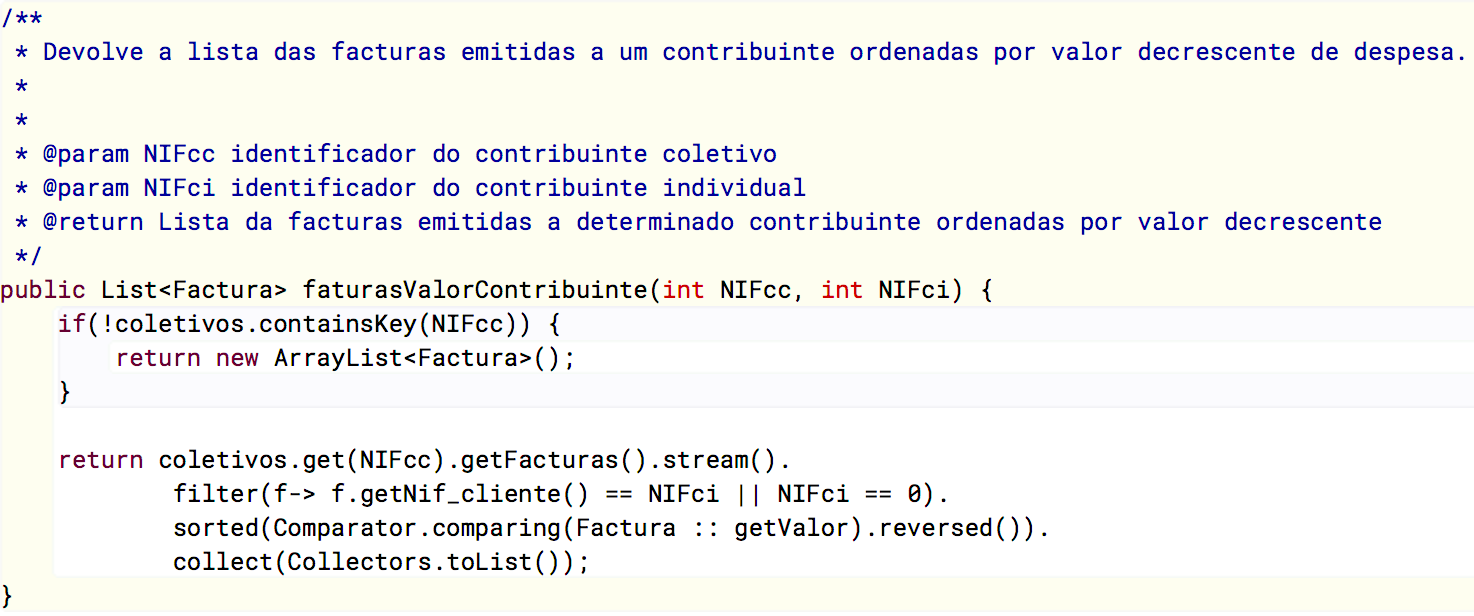 /**
 * Devolve a lista das facturas emitidas a um contribuinte ordenadas por valor decrescente de despesa.
 *
 *
 * @param NIFcc identificador do contribuinte coletivo
 * @param NIFci identificador do contribuinte individual
 * @return Lista da facturas emitidas a determinado contribuinte ordenadas por valor decrescente
 */
public List<Factura> faturasValorContribuinte(int NIFcc, int NIFci) {
    if(!coletivos.containsKey(NIFcc)) {
        return new ArrayList<Factura>();
    }

    return coletivos.get(NIFcc).getFacturas().stream().
            filter(f-> f.getNif_cliente() == NIFci || NIFci == 0).
            sorted(Comparator.comparing(Factura :: getValor).reversed()).
            collect(Collectors.toList());
}